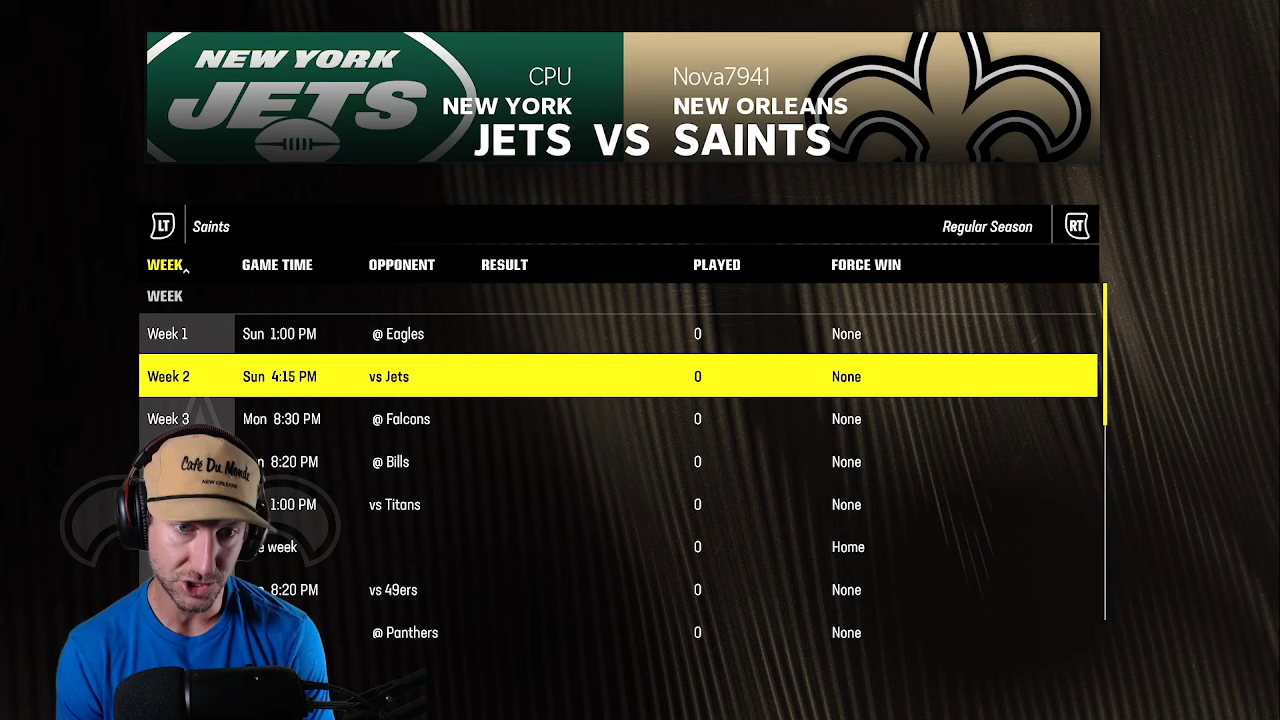 NEW YORK
JETS
CPU
NEW YORK
JETS VS SAINTS
Nova7941
NEW ORLEANS
LT Saints Regular Season RT
WEEK GAME TIME OPPONENT RESULT PLAYED FORCE WIN
WEEK
Week 1 Sun 1:00 PM @ Eagles 0 None
Week 2 Sun 4:15 PM vs Jets 0 None
Week 3 Mon 8:30 PM @ Falcons 0 None
8:20 PM @ Bills 0 None
1:00 PM vs Titans 0 None
week 0 Home
8:20 PM vs 49ers 0 None
@ Panthers 0 None
Café Du Monde
NEW ORLEANS